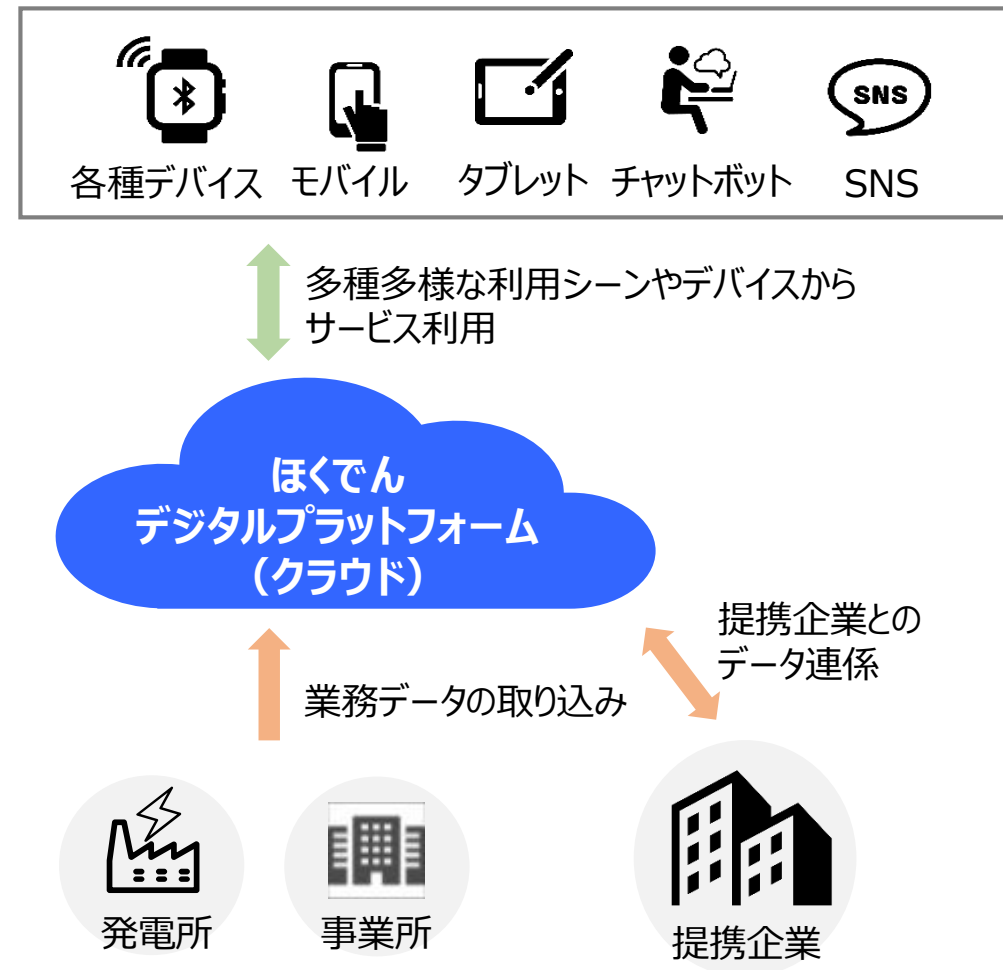 SNS
各種デバイス モバイル タブレット チャットボット SNS
多種多様な利用シーンやデバイスから
サービス利用
ほくでん
デジタルプラットフォーム
（クラウド）
提携企業との
データ連係
業務データの取り込み
発電所 事業所 提携企業